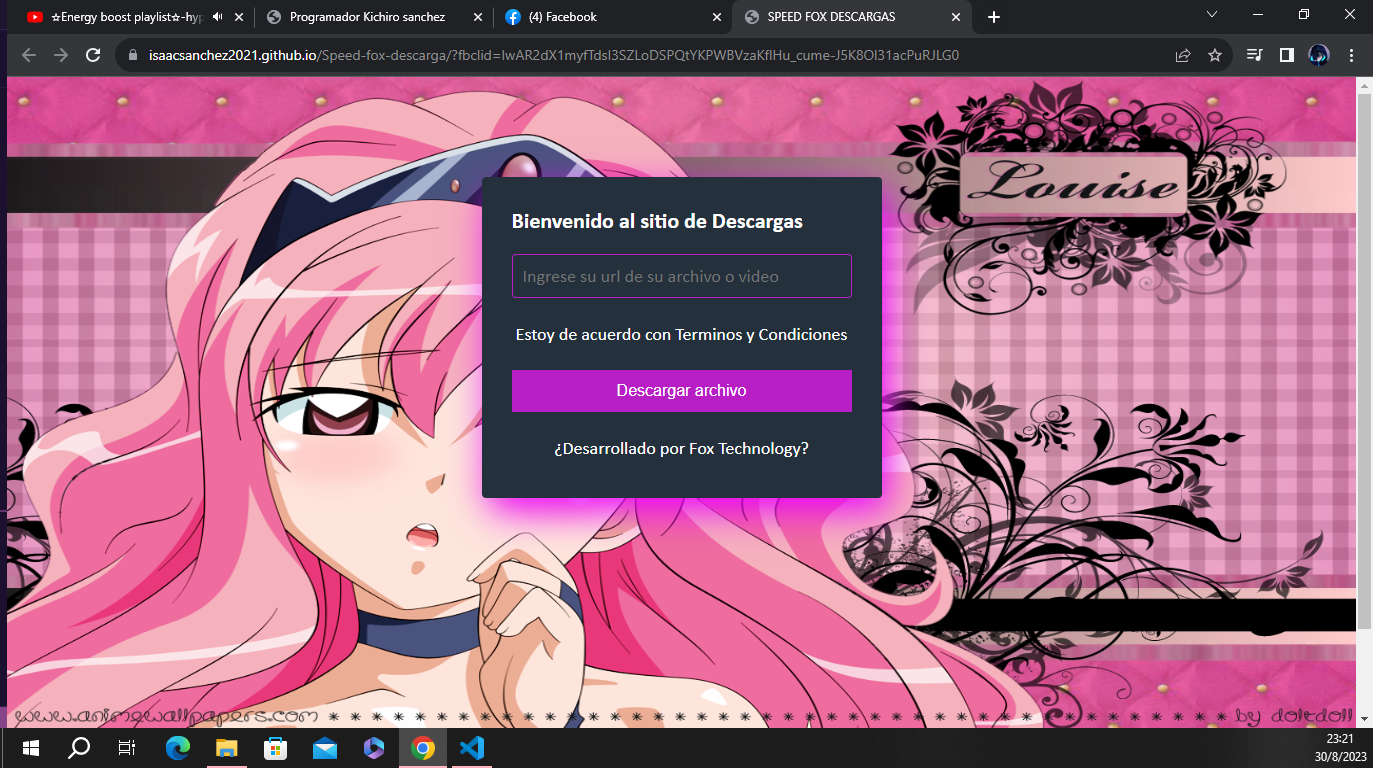 ☆Energy boost playlist☆-hyp
Programador Kichiro sanchez
(4) Facebook
SPEED FOX DESCARGAS
isaacsanchez2021.github.io/Speed-fox-descarga/?fbclid=
Louise
Bienvenido al sitio de Descargas
Ingrese su url de su archivo o video
Estoy de acuerdo con Terminos y Condiciones
Descargar archivo
¿Desarrollado por Fox Technology?
www.animewallpapers.com
by doltdoll
23:21
30/8/2023